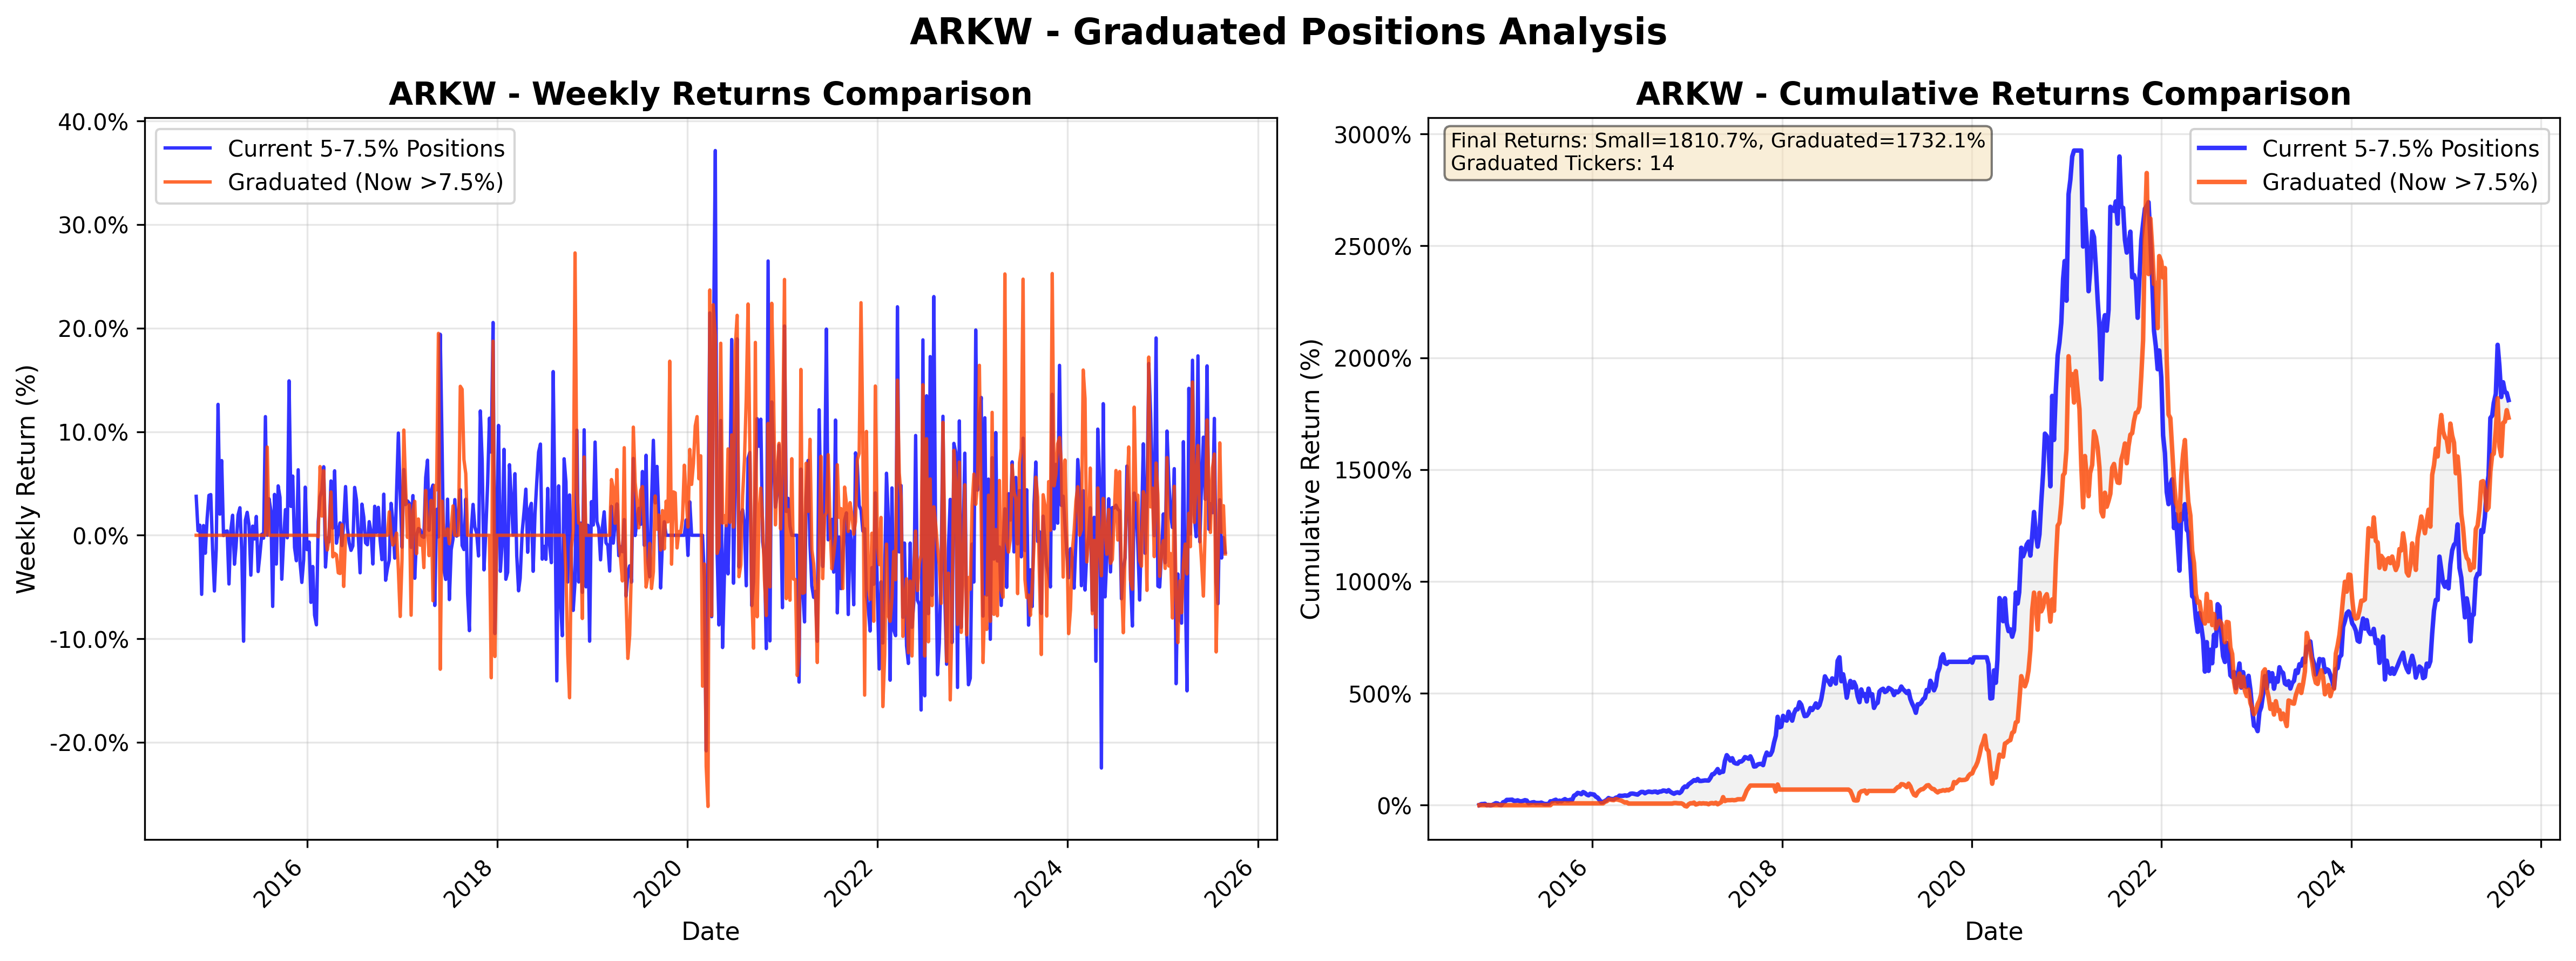 ARKW - Graduated Positions Analysis
ARKW - Weekly Returns Comparison
40.0%
30.0%
20.0%
10.0%
0.0%
-10.0%
-20.0%
Weekly Return (%)
Current 5-7.5% Positions
Graduated (Now >7.5%)
2016
2018
2020
2022
2024
2026
Date
ARKW - Cumulative Returns Comparison
3000%
2500%
2000%
1500%
1000%
500%
0%
Cumulative Return (%)
Final Returns: Small=1810.7%, Graduated=1732.1%
Graduated Tickers: 14
Current 5-7.5% Positions
Graduated (Now >7.5%)
2016
2018
2020
2022
2024
2026
Date